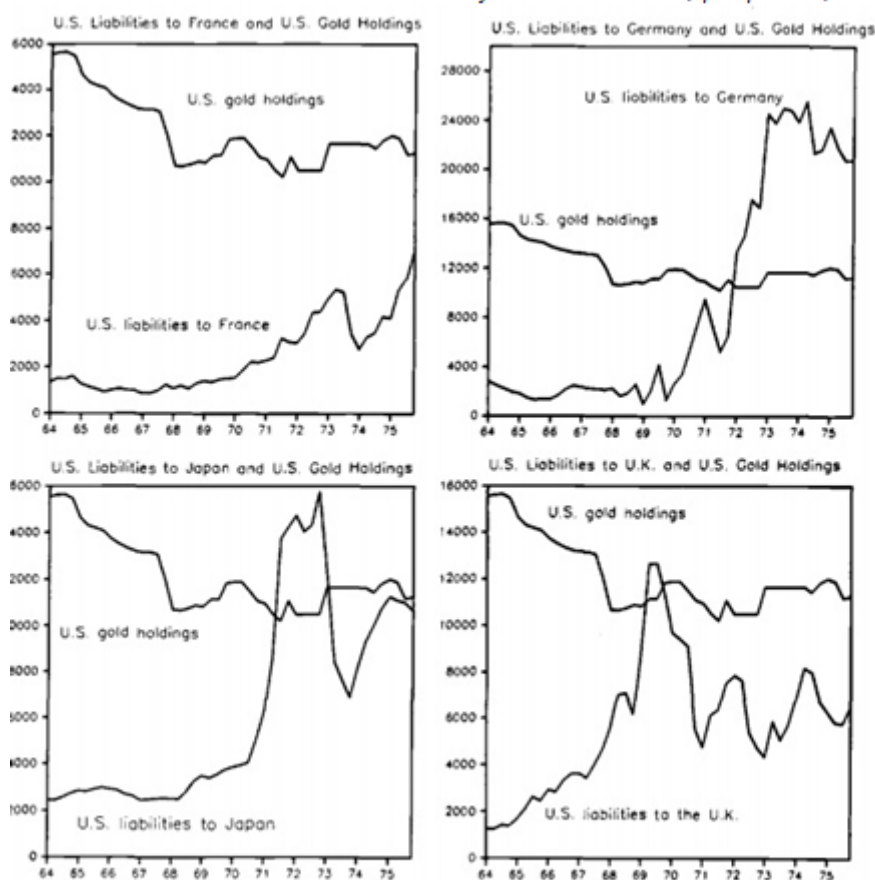 U.S. Liabilities to France and U.S. Gold Holdings
6000
4000
U.S. gold holdings
2000
0000
8000
6000
U.S. liabilities to France
4000
2000
0
64 65 66 67 68 69 70 71 72 73 74 75
U.S. Liabilities to Germany and U.S. Gold Holdings
28000
U.S. liabilities to Germany
24000
20000
16000
U.S. gold holdings
12000
8000
4000
0
64 65 66 67 68 69 70 71 72 73 74 75
U.S. Liabilities to Japan and U.S. Gold Holdings
6000
4000
2000
0000
U.S. gold holdings
8000
6000
4000
2000
U.S. liabilities to Japan
0
64 65 66 67 68 69 70 71 72 73 74 75
U.S. Liabilities to U.K. and U.S. Gold Holdings
16000
U.S. gold holdings
14000
12000
10000
8000
6000
4000
2000
U.S. liabilities to the U.K.
0
64 65 66 67 68 69 70 71 72 73 74 75